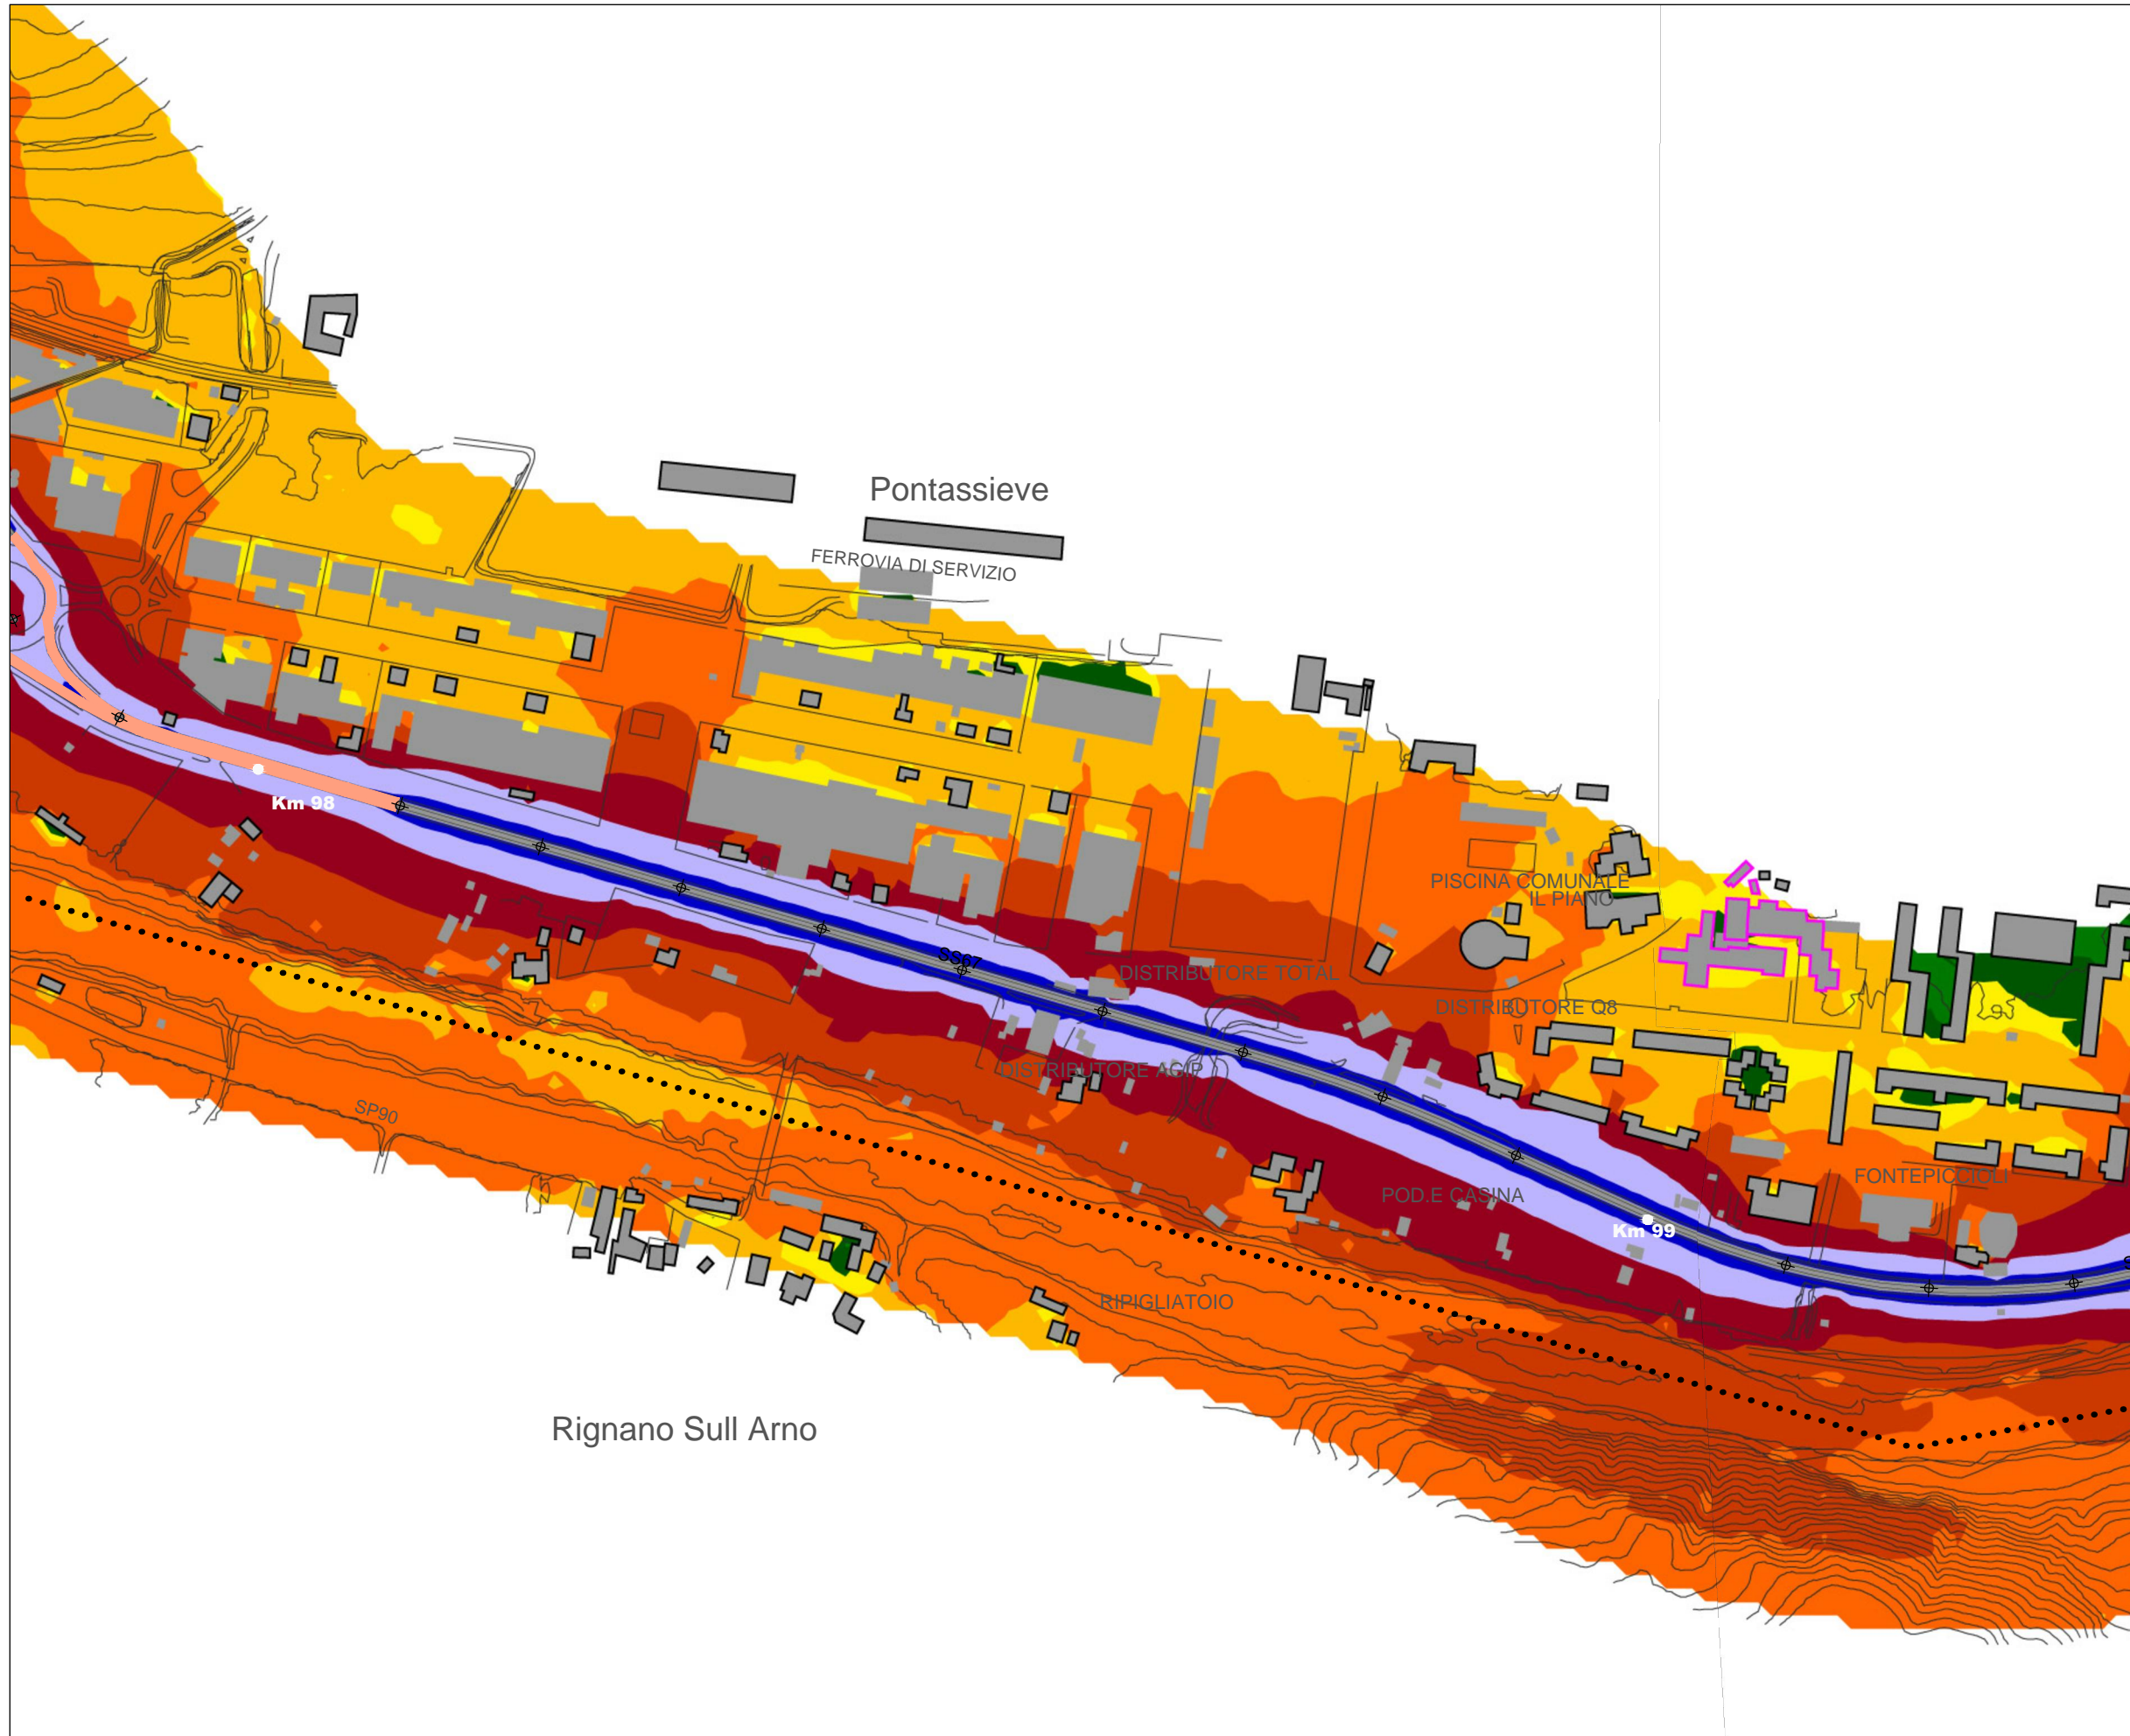 Pontassieve
FERROVIA DI SERVIZIO
Km 98
PISCINA COMUNALE
IL PIANO
SS67
DISTRIBUTORE TOTAL
DISTRIBUTORE Q8
DISTRIBUTORE AGIP
SP90
FONTEPICCIOLI
POD.E CASINA
Km 99
RIPIGLIATOIO
Rignano Sull Arno